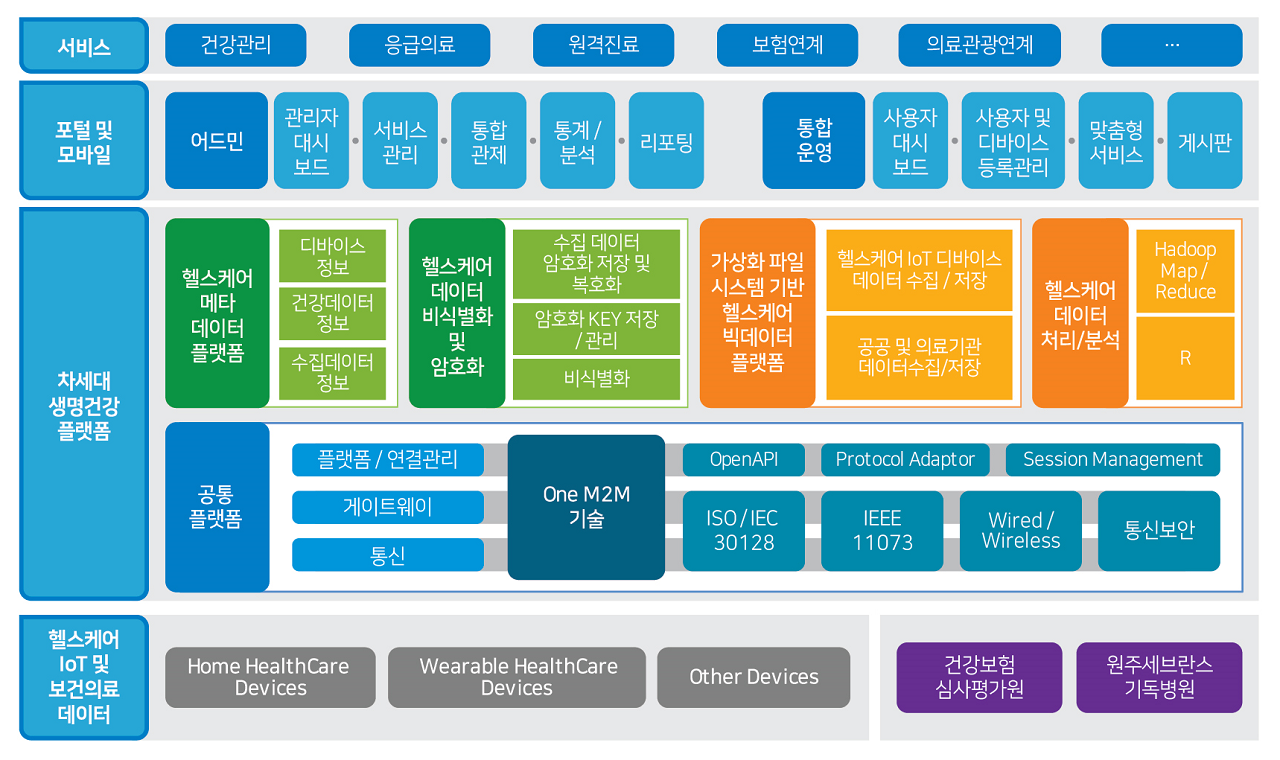 서비스
건강관리
응급의료
원격진료
보험연계
의료관광연계
...
포털 및
모바일
어드민
관리자
대시
보드
서비스
관리
통합
관제
통계 /
분석
리포팅
통합
운영
사용자
대시
보드
사용자 및
디바이스
등록관리
맞춤형
서비스
게시판
차세대
생명건강
플랫폼
헬스케어
메타
데이터
플랫폼
디바이스
정보
건강데이터
정보
수집데이터
정보
헬스케어
데이터
비식별화
및
암호화
수집 데이터
암호화 저장 및
복호화
암호화 KEY 저장
/ 관리
비식별화
가상화 파일
시스템 기반
헬스케어
빅데이터
플랫폼
헬스케어 IoT 디바이스
데이터 수집 / 저장
공공 및 의료기관
데이터수집/저장
헬스케어
데이터
처리/분석
Hadoop
Map /
Reduce
R
공통
플랫폼
플랫폼 / 연결관리
게이트웨이
통신
One M2M
기술
OpenAPI
Protocol Adaptor
Session Management
ISO / IEC
30128
IEEE
11073
Wired /
Wireless
통신보안
헬스케어
IoT 및
보건의료
데이터
Home HealthCare
Devices
Wearable HealthCare
Devices
Other Devices
건강보험
심사평가원
원주세브란스
기독병원